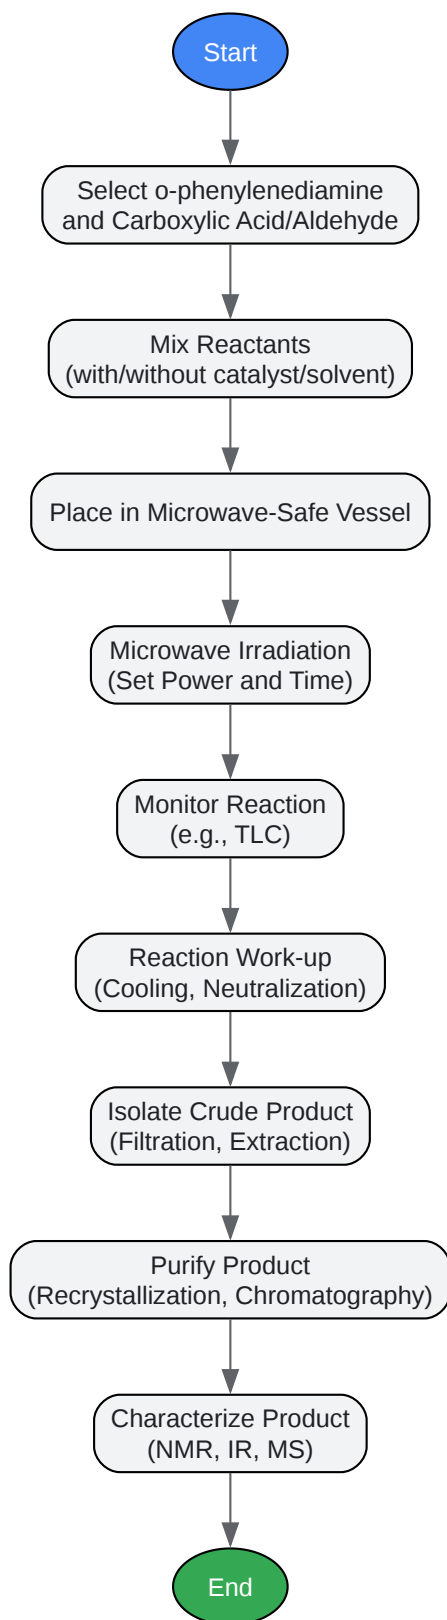 Start
Select o-phenylenediamine
and Carboxylic Acid/Aldehyde
Mix Reactants
(with/without catalyst/solvent)
Place in Microwave-Safe Vessel
Microwave Irradiation
(Set Power and Time)
Monitor Reaction
(e.g., TLC)
Reaction Work-up
(Cooling, Neutralization)
Isolate Crude Product
(Filtration, Extraction)
Purify Product
(Recrystallization, Chromatography)
Characterize Product
(NMR, IR, MS)
End